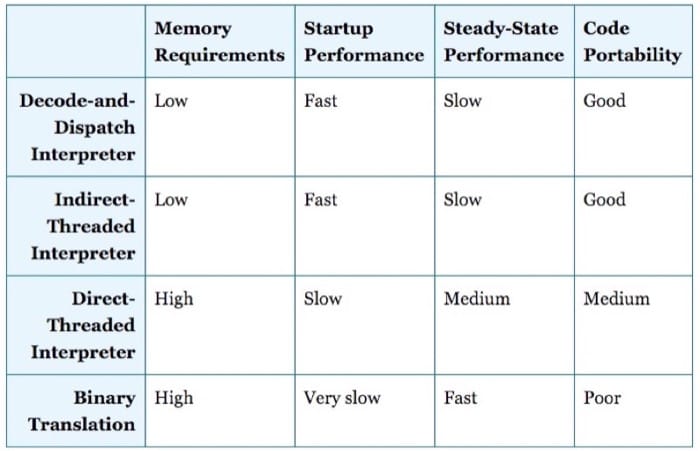 Memory Requirements
Startup Performance
Steady-State Performance
Code Portability
Decode-and-
Dispatch
Interpreter
Low
Fast
Slow
Good
Indirect-
Threaded
Interpreter
Low
Fast
Slow
Good
Direct-
Threaded
Interpreter
High
Slow
Medium
Medium
Binary
Translation
High
Very slow
Fast
Poor